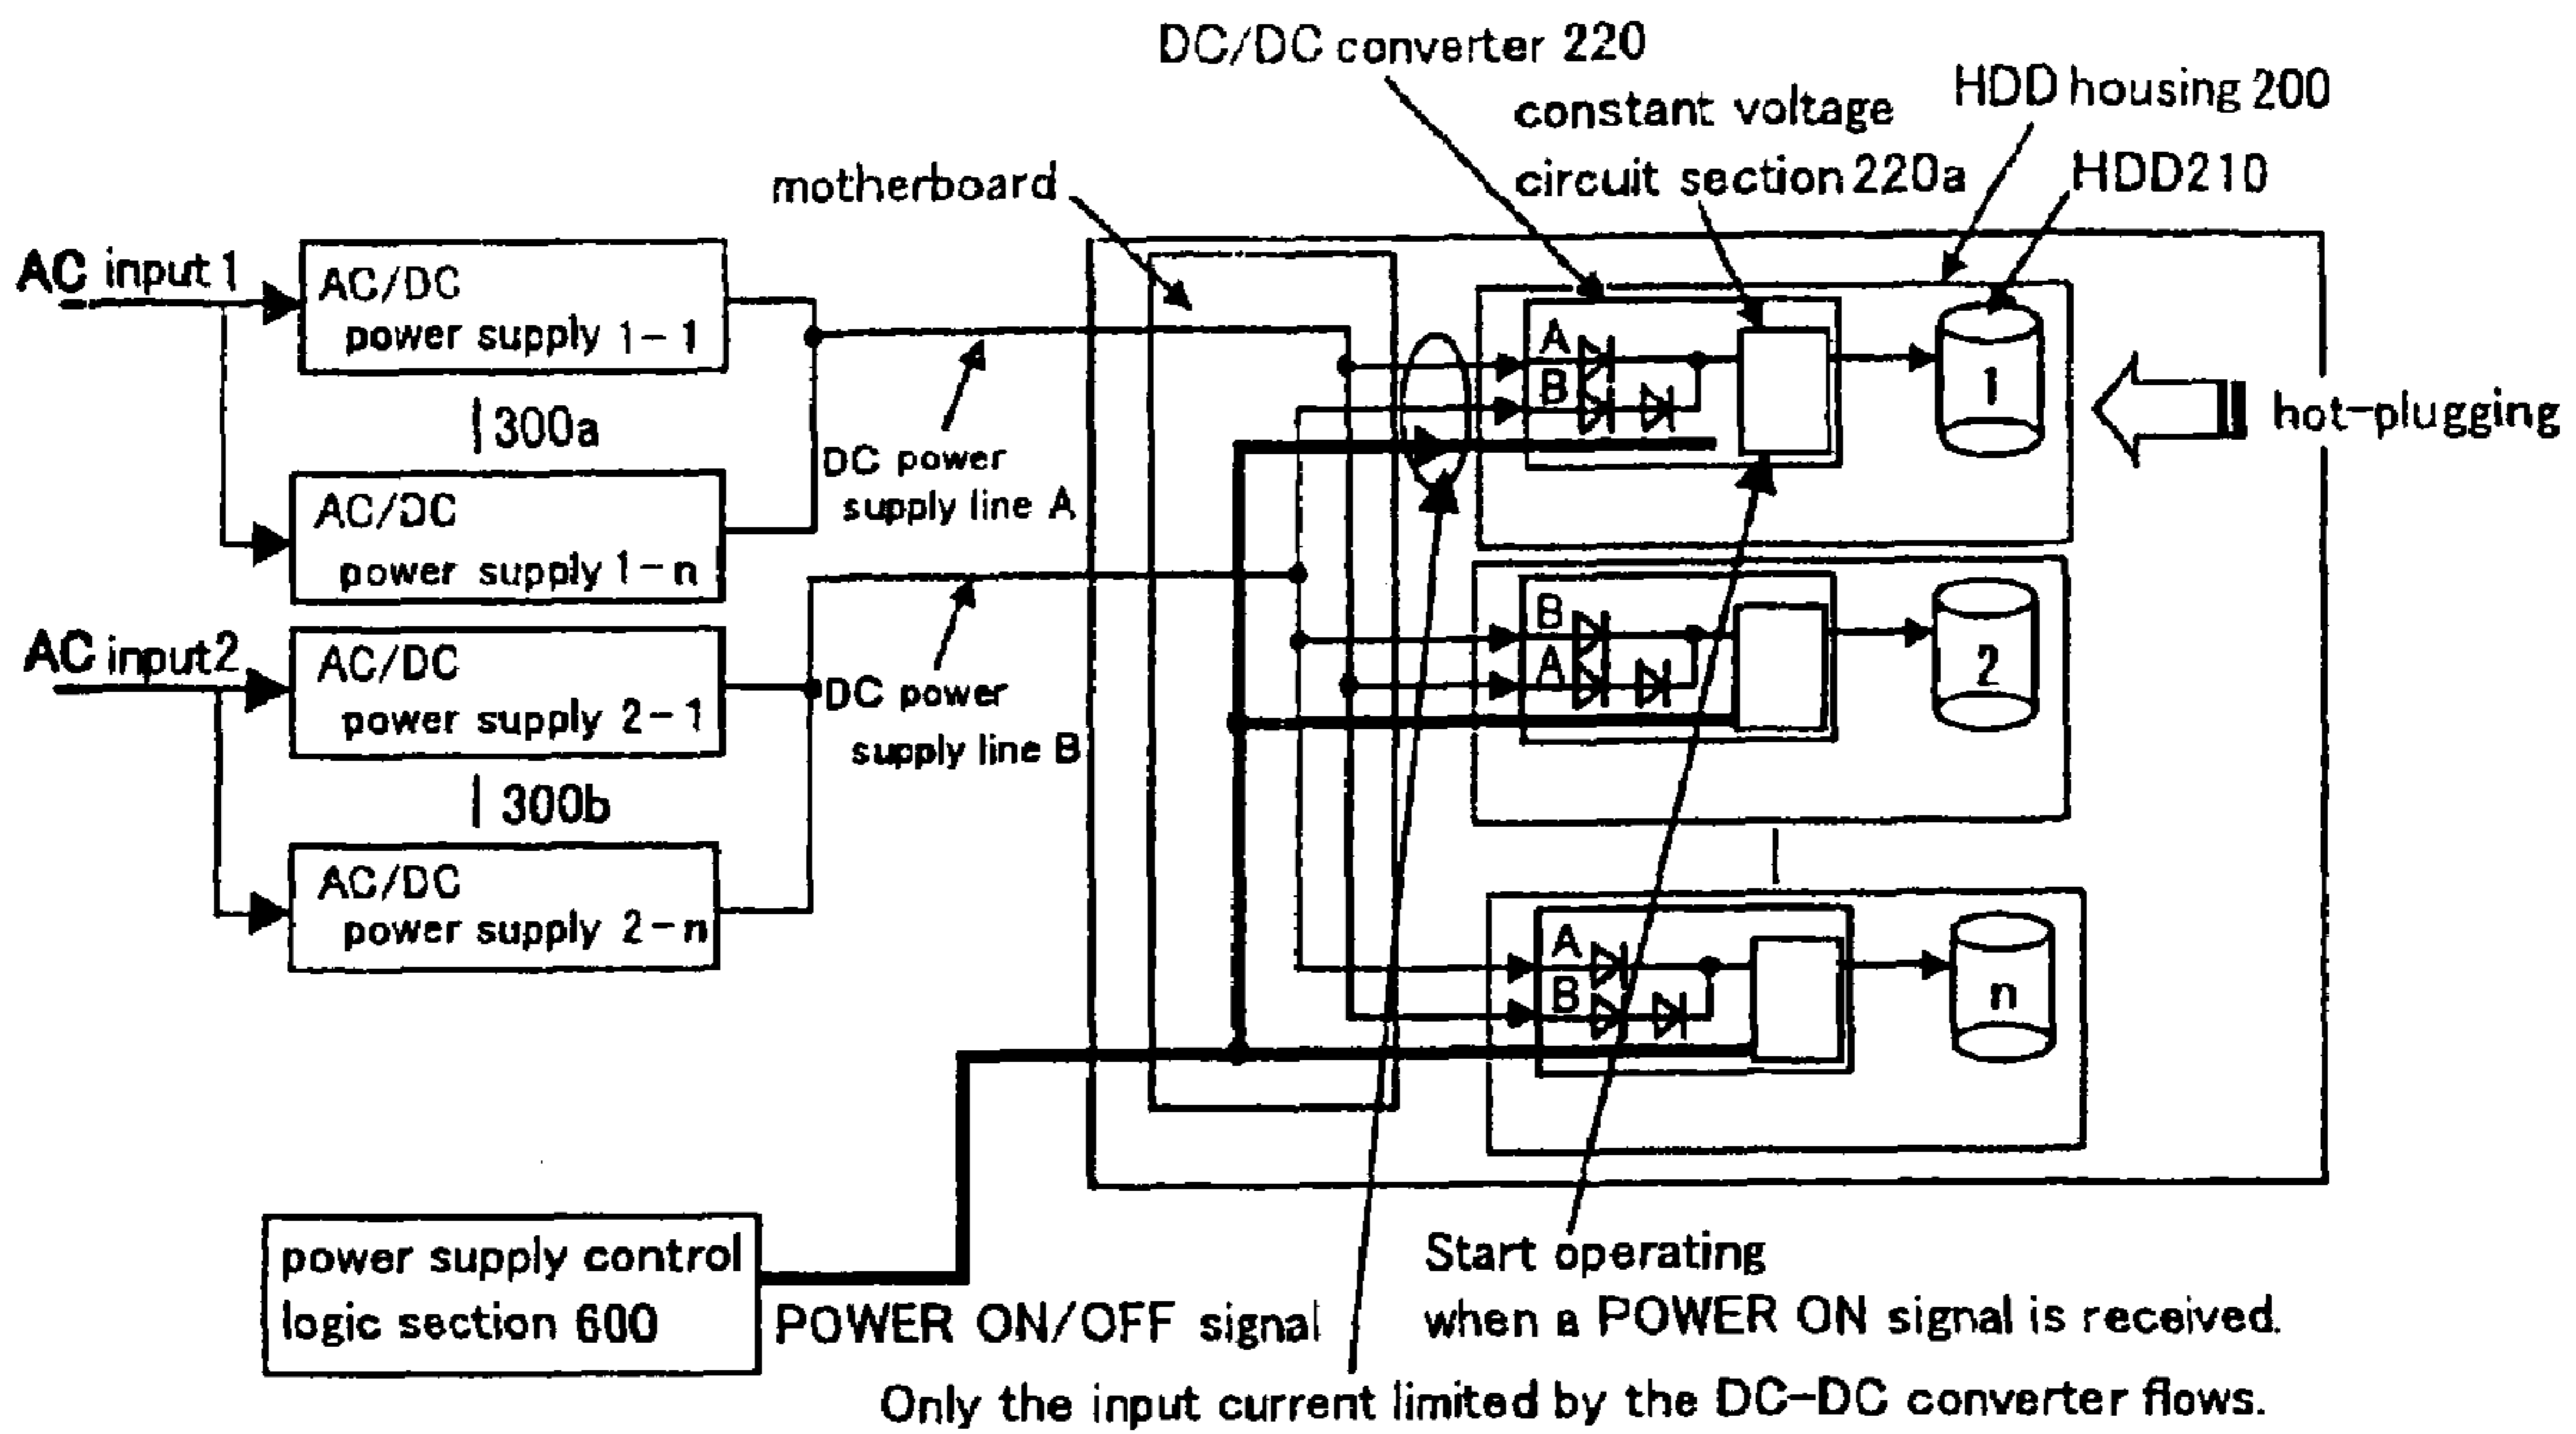 DC/DC converter 220
constant voltage
circuit section 220a
HDD housing 200
HDD210
motherboard
AC input 1
AC/DC
power supply 1-1
300a
AC/DC
power supply 1-n
DC power
supply line A
AC input2
AC/DC
power supply 2-1
300b
AC/DC
power supply 2-n
DC power
supply line B
A
B
1
hot-plugging
B
A
2
A
B
n
power supply control
logic section 600
POWER ON/OFF signal
Start operating
when a POWER ON signal is received.
Only the input current limited by the DC-DC converter flows.